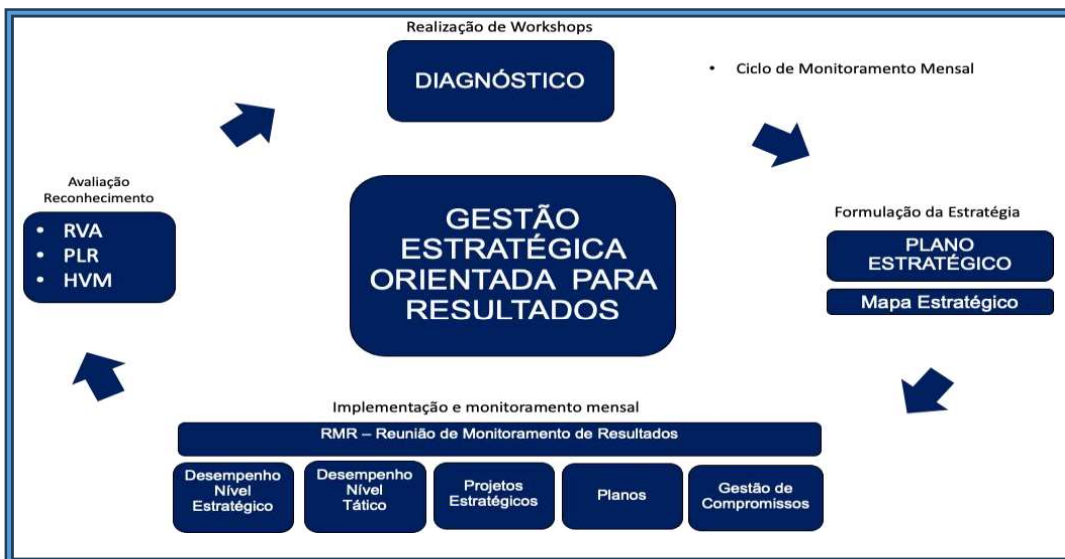 Realização de Workshops
DIAGNÓSTICO
• Ciclo de Monitoramento Mensal
Avaliação
Reconhecimento
• RVA
• PLR
• HVM
GESTÃO
ESTRATÉGICA
ORIENTADA PARA
RESULTADOS
Formulação da Estratégia
PLANO
ESTRATÉGICO
Mapa Estratégico
Implementação e monitoramento mensal
RMR – Reunião de Monitoramento de Resultados
Desempenho
Nível
Estratégico
Desempenho
Nível
Tático
Projetos
Estratégicos
Planos
Gestão de
Compromissos